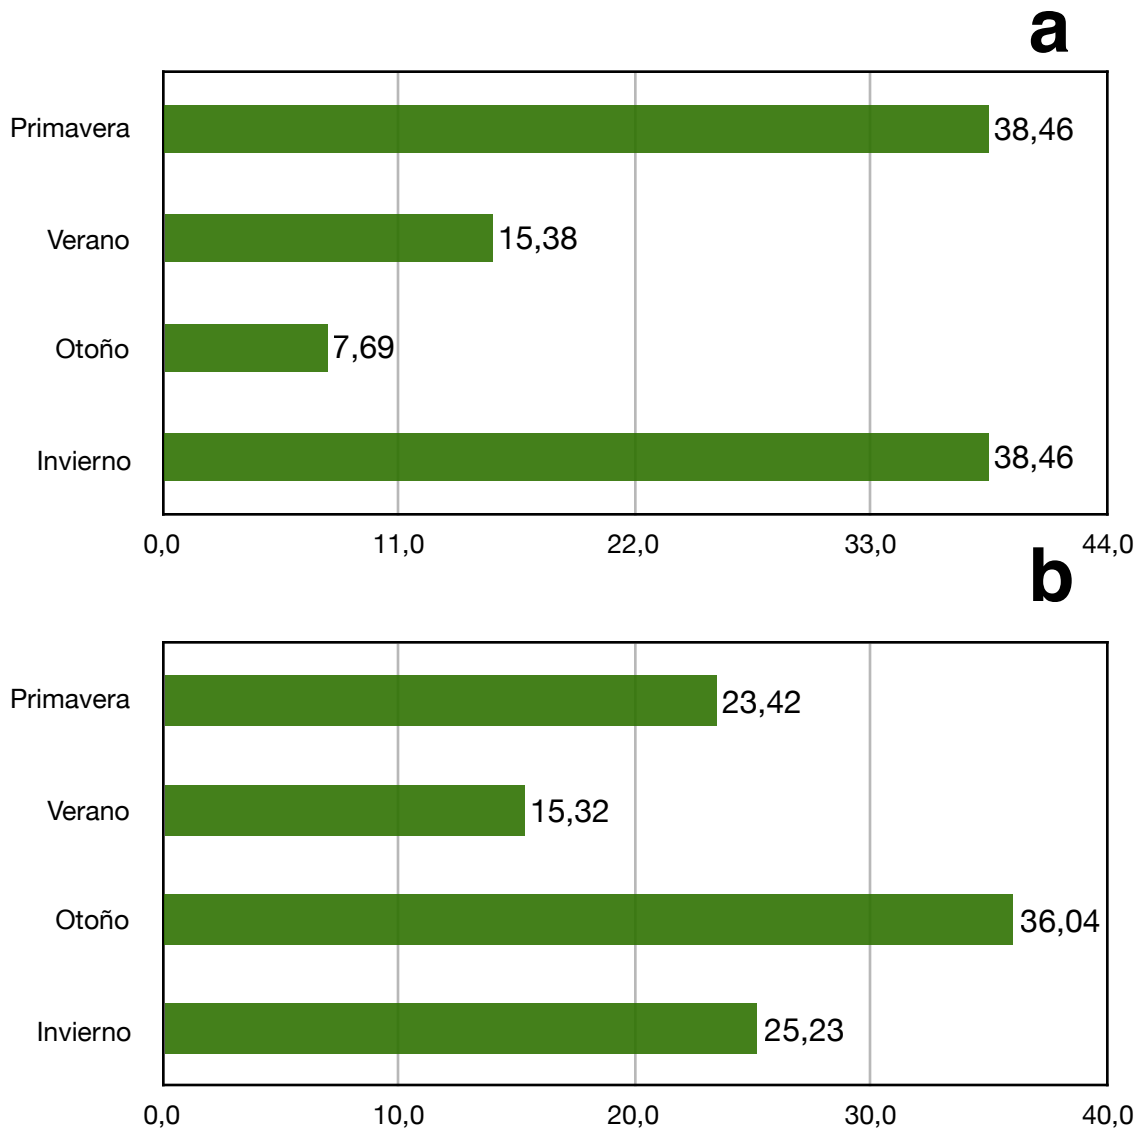 a
Primavera
38,46
Verano
15,38
Otoño
7,69
Invierno
38,46
0,0 11,0 22,0 33,0 44,0
b
Primavera
23,42
Verano
15,32
Otoño
36,04
Invierno
25,23
0,0 10,0 20,0 30,0 40,0